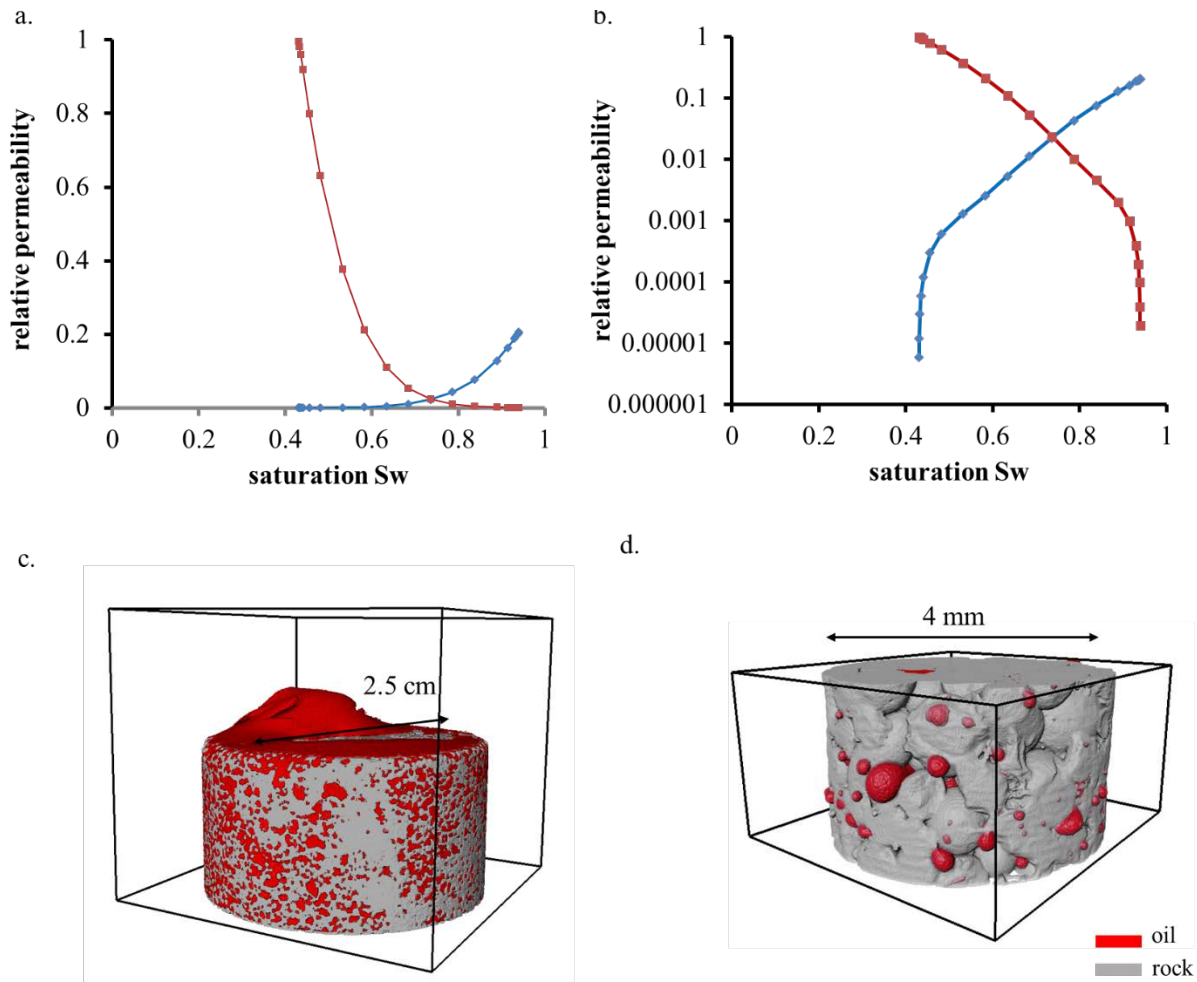 a.
relative permeability
1
0.8
0.6
0.4
0.2
0
0 0.2 0.4 0.6 0.8 1
saturation Sw
b.
relative permeability
1
0.1
0.01
0.001
0.0001
0.00001
0.000001
0 0.2 0.4 0.6 0.8 1
saturation Sw
c.
2.5 cm
d.
4 mm
oil
rock